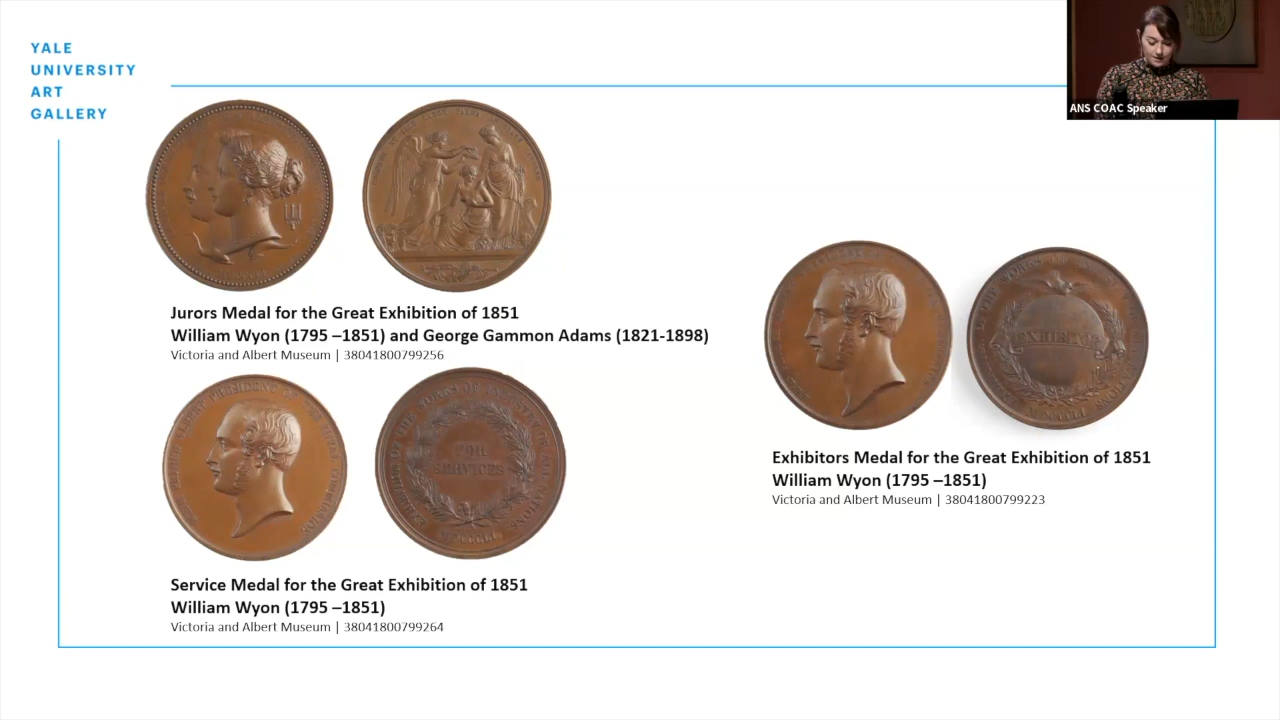 YALE
UNIVERSITY
ART
GALLERY
ANS COAC Speaker
Jurors Medal for the Great Exhibition of 1851
William Wyon (1795 –1851) and George Gammon Adams (1821-1898)
Victoria and Albert Museum | 38041800799256
EXHIBITOR
Exhibitors Medal for the Great Exhibition of 1851
William Wyon (1795 –1851)
Victoria and Albert Museum | 38041800799223
FOR
SERVICES
Service Medal for the Great Exhibition of 1851
William Wyon (1795 –1851)
Victoria and Albert Museum | 38041800799264